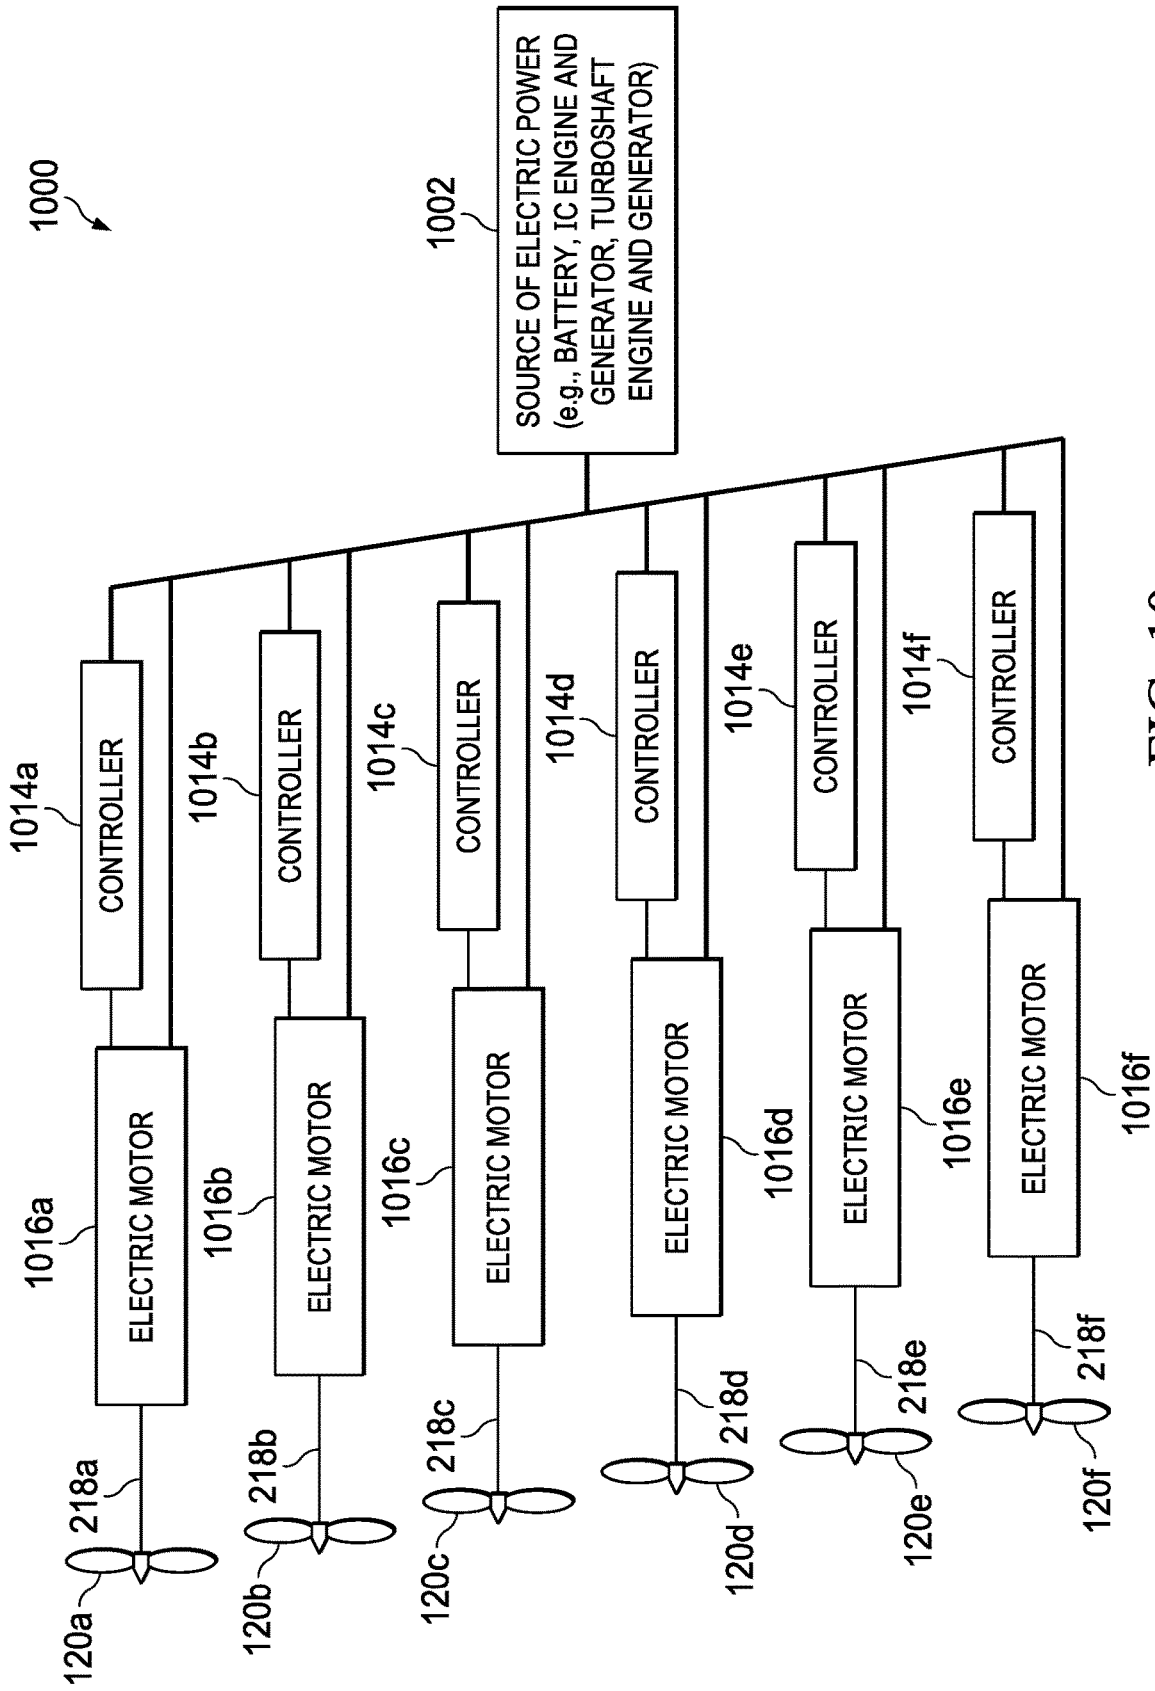 1016a
1014a
1000
120a
218a
ELECTRIC MOTOR
CONTROLLER
1016b
1014b
120b
218b
ELECTRIC MOTOR
CONTROLLER
1016c
1014c
1002
120c
218c
ELECTRIC MOTOR
CONTROLLER
SOURCE OF ELECTRIC POWER
(e.g., BATTERY, IC ENGINE AND
GENERATOR, TURBOSHAFT
ENGINE AND GENERATOR)
1014d
ELECTRIC MOTOR
CONTROLLER
120d
218d
1016d
1014e
ELECTRIC MOTOR
CONTROLLER
120e
218e
1016e
1014f
ELECTRIC MOTOR
CONTROLLER
120f
218f
1016f
FIG. 10